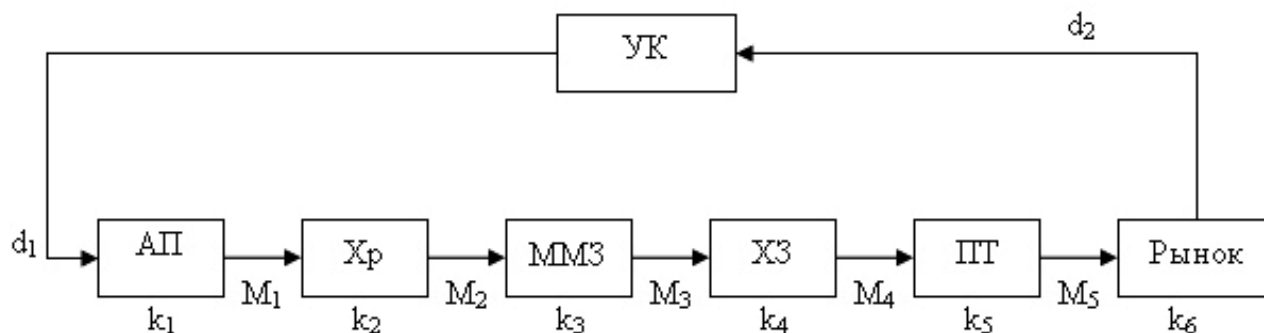 УК
d₂
d₁
АП
Хр
ММЗ
ХЗ
ПТ
Рынок
M₁
M₂
M₃
M₄
M₅
k₁
k₂
k₃
k₄
k₅
k₆